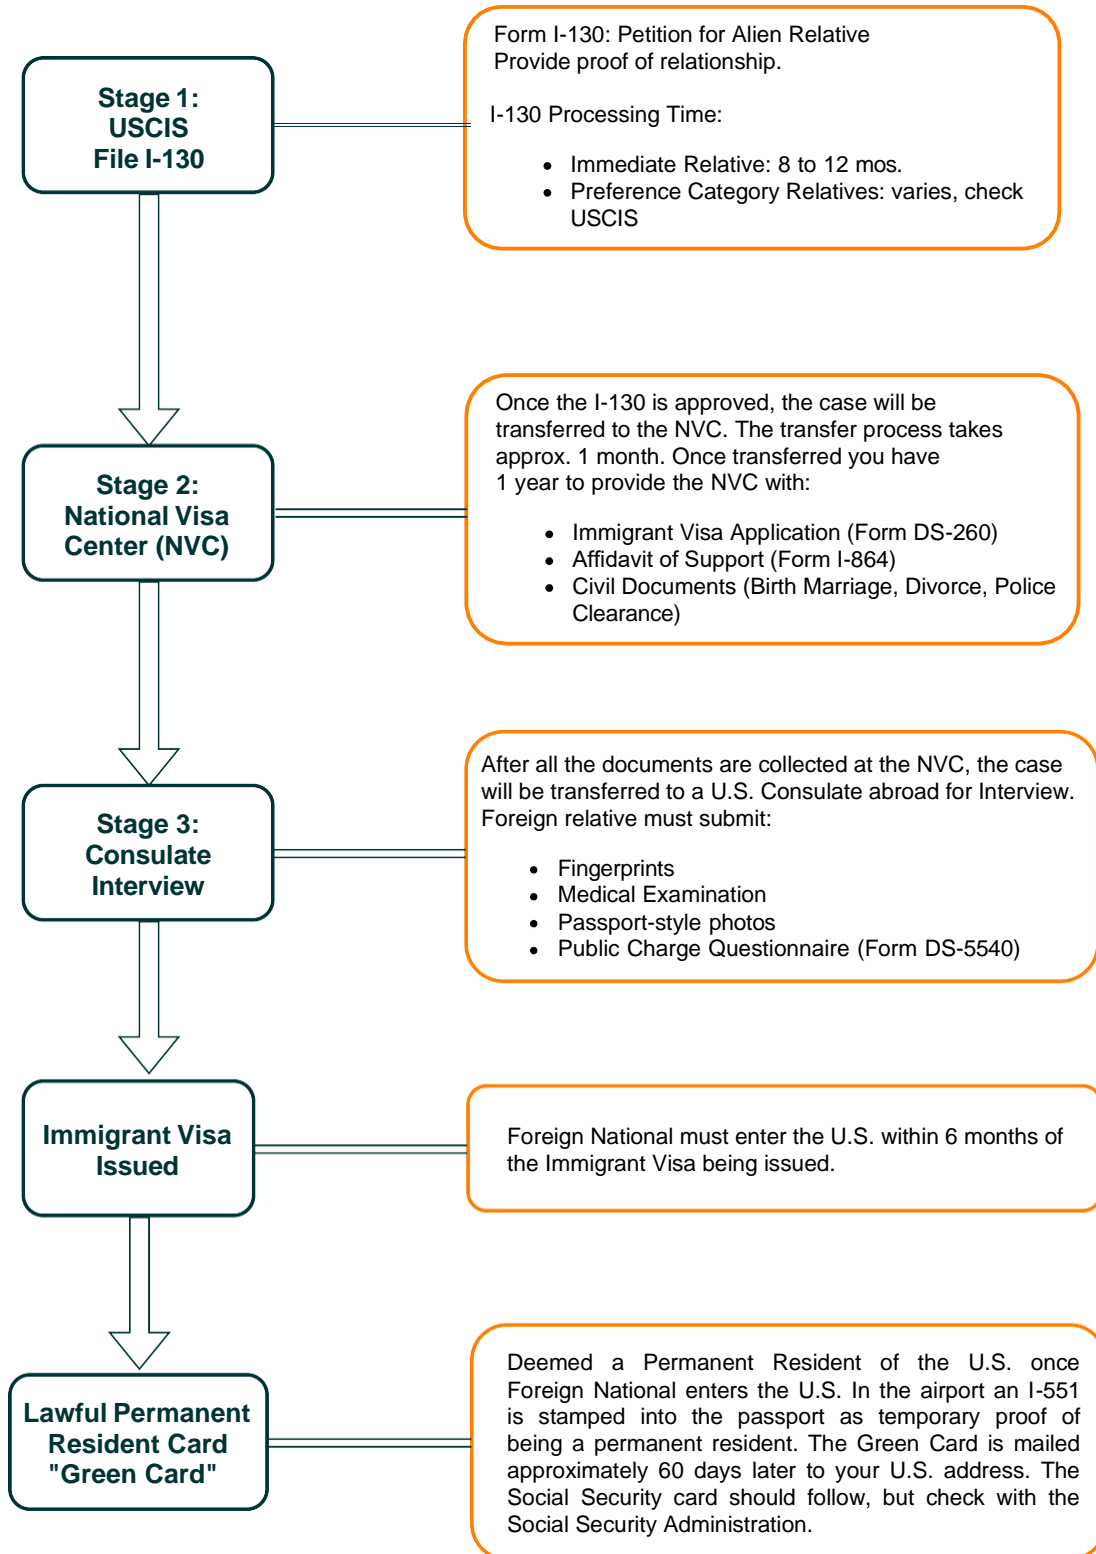 Stage 1:
USCIS
File I-130
Form I-130: Petition for Alien Relative
Provide proof of relationship.
I-130 Processing Time:
• Immediate Relative: 8 to 12 mos.
• Preference Category Relatives: varies, check
USCIS
Stage 2:
National Visa
Center (NVC)
Once the I-130 is approved, the case will be
transferred to the NVC. The transfer process takes
approx. 1 month. Once transferred you have
1 year to provide the NVC with:
• Immigrant Visa Application (Form DS-260)
• Affidavit of Support (Form I-864)
• Civil Documents (Birth Marriage, Divorce, Police
Clearance)
Stage 3:
Consulate
Interview
After all the documents are collected at the NVC, the case
will be transferred to a U.S. Consulate abroad for Interview.
Foreign relative must submit:
• Fingerprints
• Medical Examination
• Passport-style photos
• Public Charge Questionnaire (Form DS-5540)
Immigrant Visa
Issued
Foreign National must enter the U.S. within 6 months of
the Immigrant Visa being issued.
Lawful Permanent
Resident Card
"Green Card"
Deemed a Permanent Resident of the U.S. once
Foreign National enters the U.S. In the airport an I-551
is stamped into the passport as temporary proof of
being a permanent resident. The Green Card is mailed
approximately 60 days later to your U.S. address. The
Social Security card should follow, but check with the
Social Security Administration.